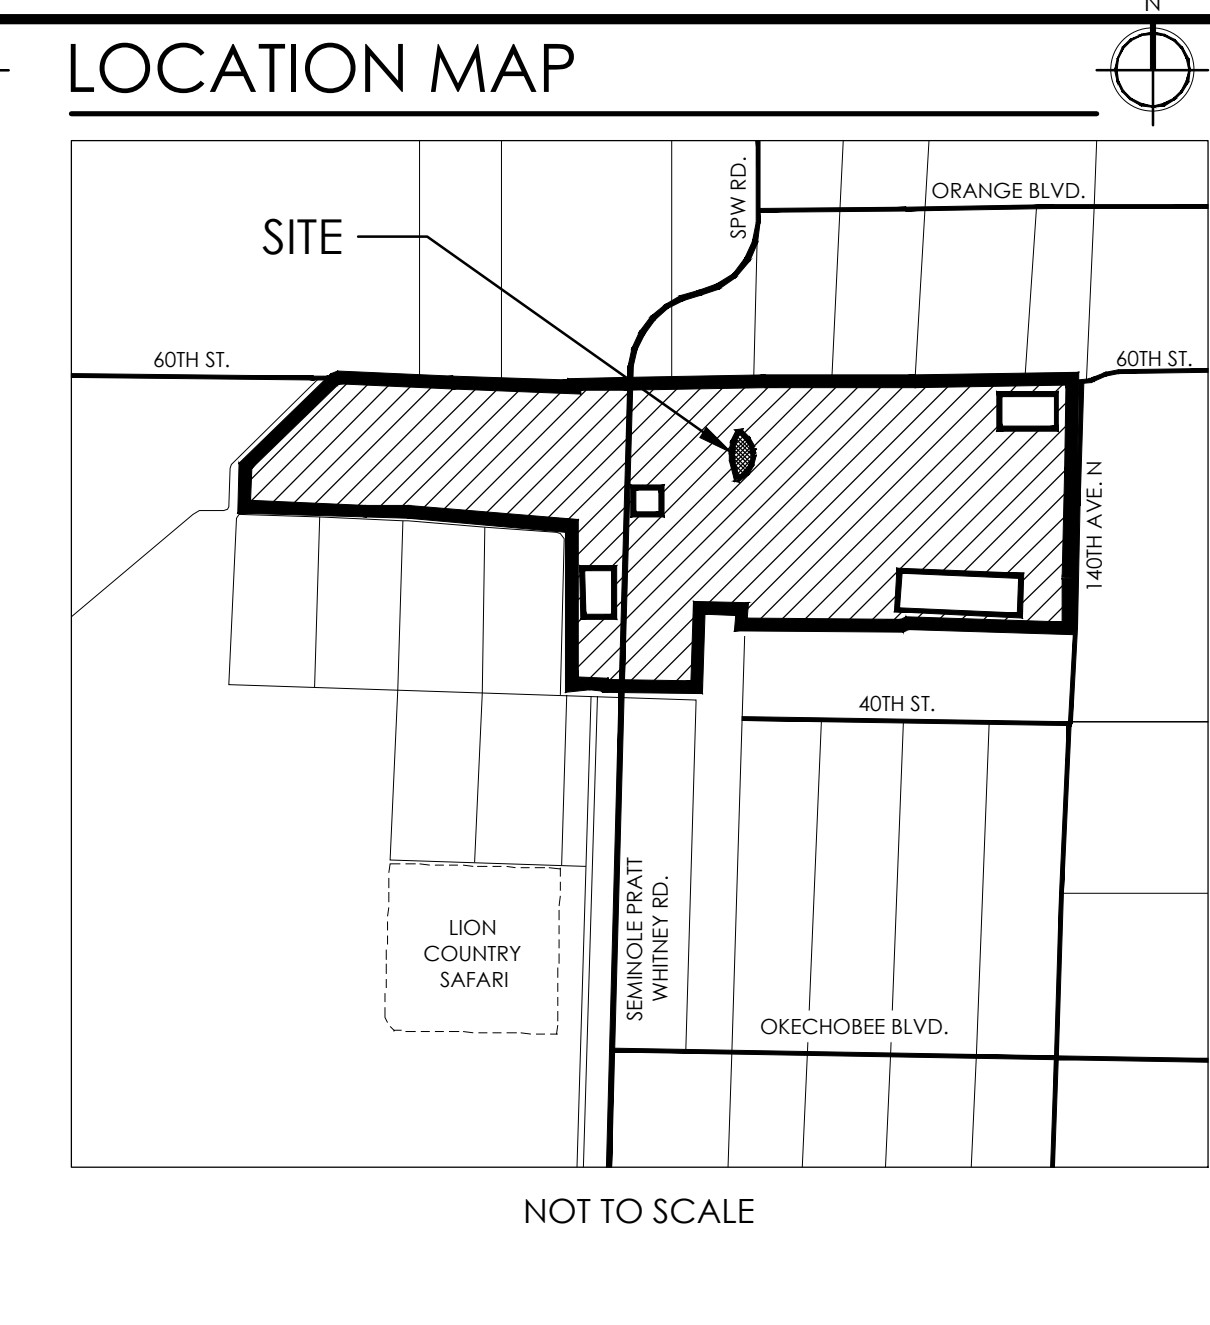 N
LOCATION MAP
SPW RD.
ORANGE BLVD.
SITE
60TH ST.
60TH ST.
140TH AVE. N
40TH ST.
SEMINOLE PRATT
WHITNEY RD.
LION
COUNTRY
SAFARI
OKECHOBEE BLVD.
NOT TO SCALE